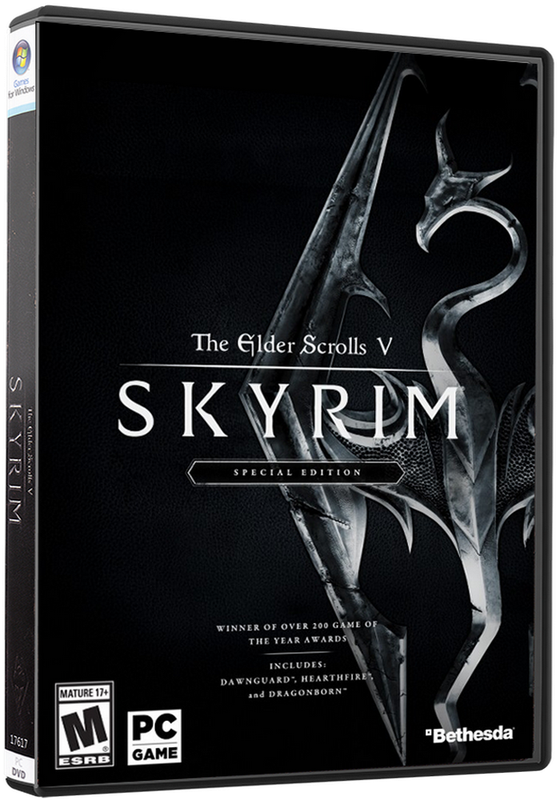 Games
for Windows
The Elder Scrolls V
SKYRIM
17617
PC
DVD
The Elder Scrolls V
SKYRIM
SPECIAL EDITION
WINNER OF OVER 200 GAME OF
THE YEAR AWARDS
INCLUDES:
DAWNGUARD™, HEARTHFIRE™,
and DRAGONBORN™
MATURE 17+
M
®
ESRB
PC
GAME
Bethesda®